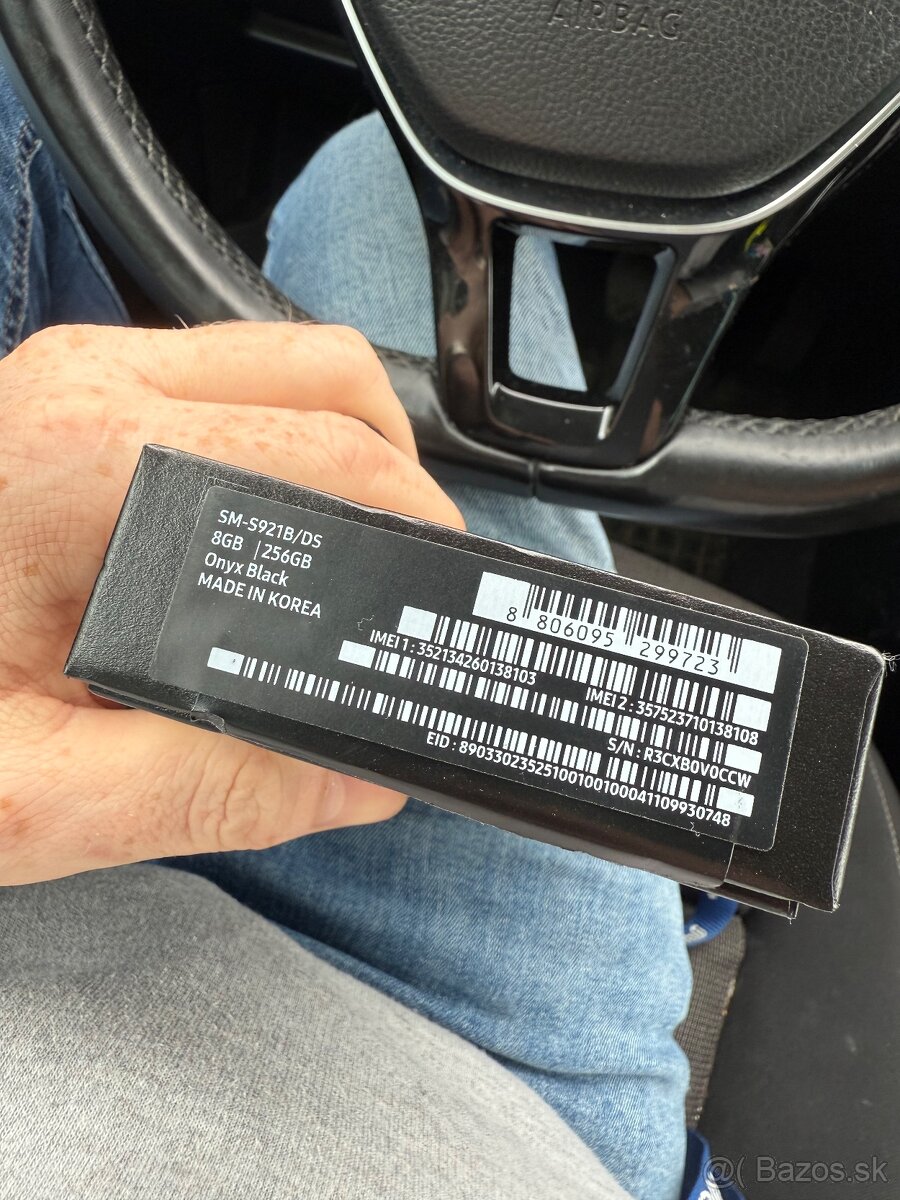 AIRBAG
SM-S921B/DS
8GB | 256GB
Onyx Black
MADE IN KOREA
8 806095 299723
IMEI 1 : 352134260138103
IMEI 2 : 357523710138108
S/N : R3CXB0V0CCW
EID : 89033023525100100100041109930748
@( Bazos.sk